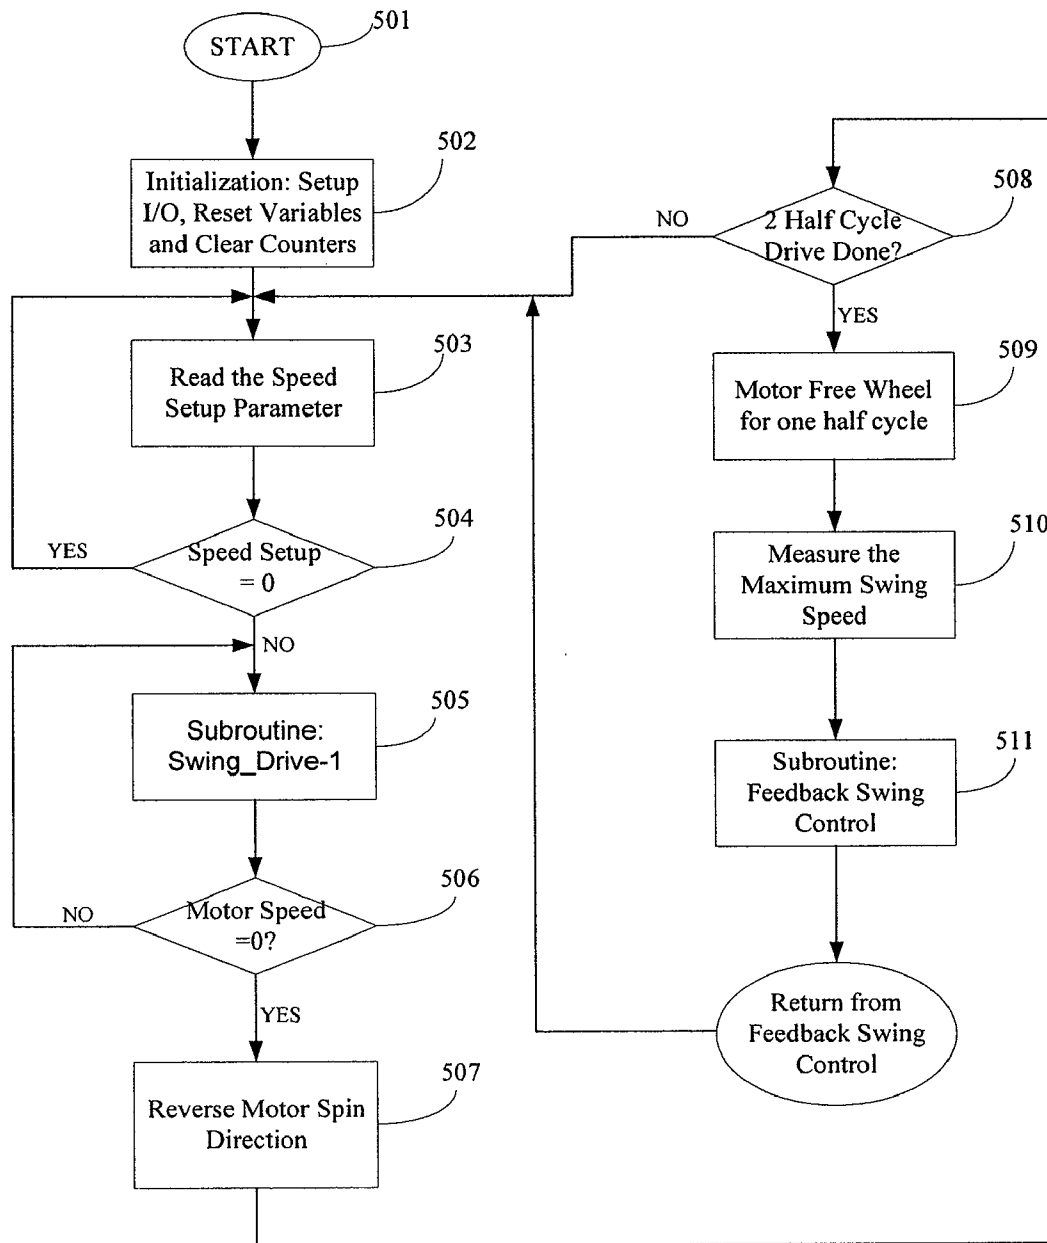 START
501
502
Initialization: Setup
I/O, Reset Variables
and Clear Counters
503
Read the Speed
Setup Parameter
504
YES
Speed Setup
= 0
NO
505
Subroutine:
Swing_Drive-1
506
NO
Motor Speed
=0?
YES
507
Reverse Motor Spin
Direction
508
NO
2 Half Cycle
Drive Done?
YES
509
Motor Free Wheel
for one half cycle
510
Measure the
Maximum Swing
Speed
511
Subroutine:
Feedback Swing
Control
Return from
Feedback Swing
Control